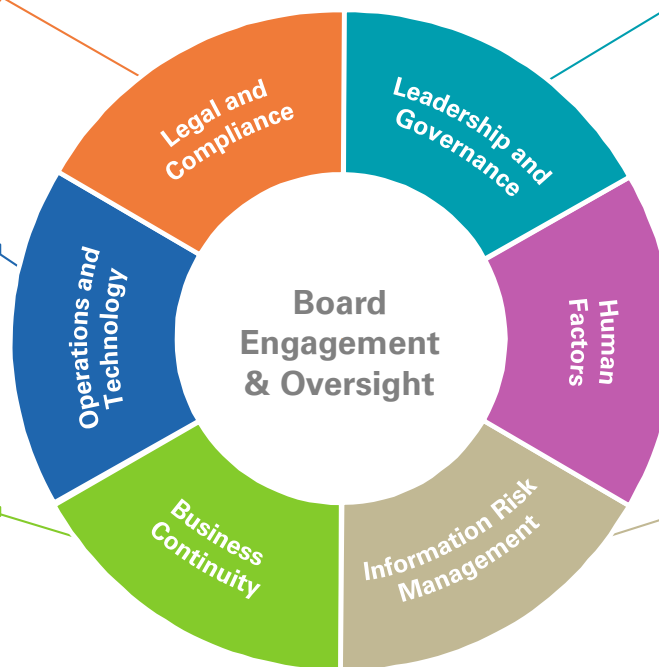 Legal and
Compliance
Leadership and
Governance
Operations and
Technology
Board
Engagement
& Oversight
Human
Factors
Business
Continuity
Information Risk
Management